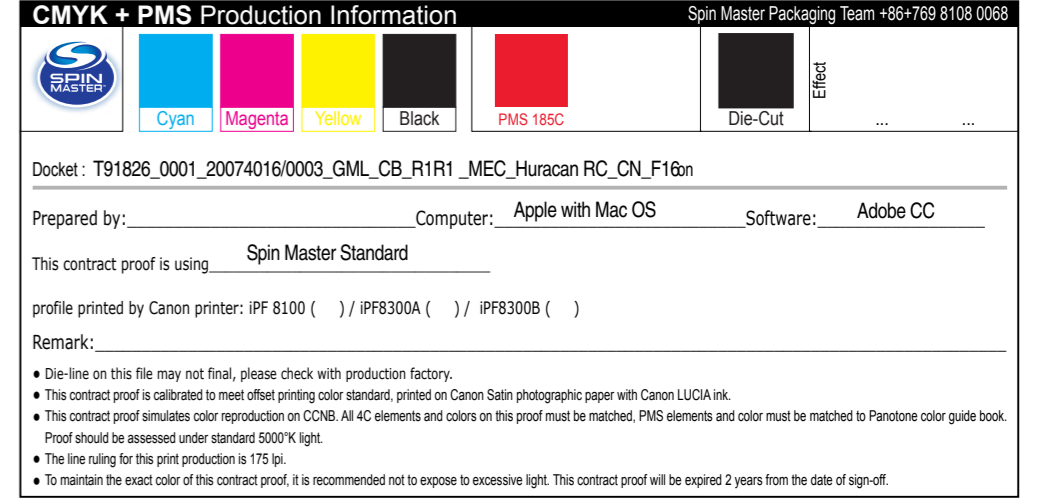 CMYK + PMS Production Information
Spin Master Packaging Team +86+769 8108 0068
SPIN
MASTER
Cyan
Magenta
Yellow
Black
PMS 185C
Die-Cut
Effect
...
...
Docket : T91826_0001_20074016/0003_GML_CB_R1R1 _MEC_Huracan RC_CN_F16on
Prepared by:______________________________Computer: Apple with Mac OS Software: Adobe CC
This contract proof is using Spin Master Standard
profile printed by Canon printer: iPF 8100 (    ) / iPF8300A (    ) /  iPF8300B (    )
Remark:
● Die-line on this file may not final, please check with production factory.
● This contract proof is calibrated to meet offset printing color standard, printed on Canon Satin photographic paper with Canon LUCIA ink.
● This contract proof simulates color reproduction on CCNB. All 4C elements and colors on this proof must be matched, PMS elements and color must be matched to Panotone color guide book.
Proof should be assessed under standard 5000°K light.
● The line ruling for this print production is 175 lpi.
● To maintain the exact color of this contract proof, it is recommended not to expose to excessive light. This contract proof will be expired 2 years from the date of sign-off.